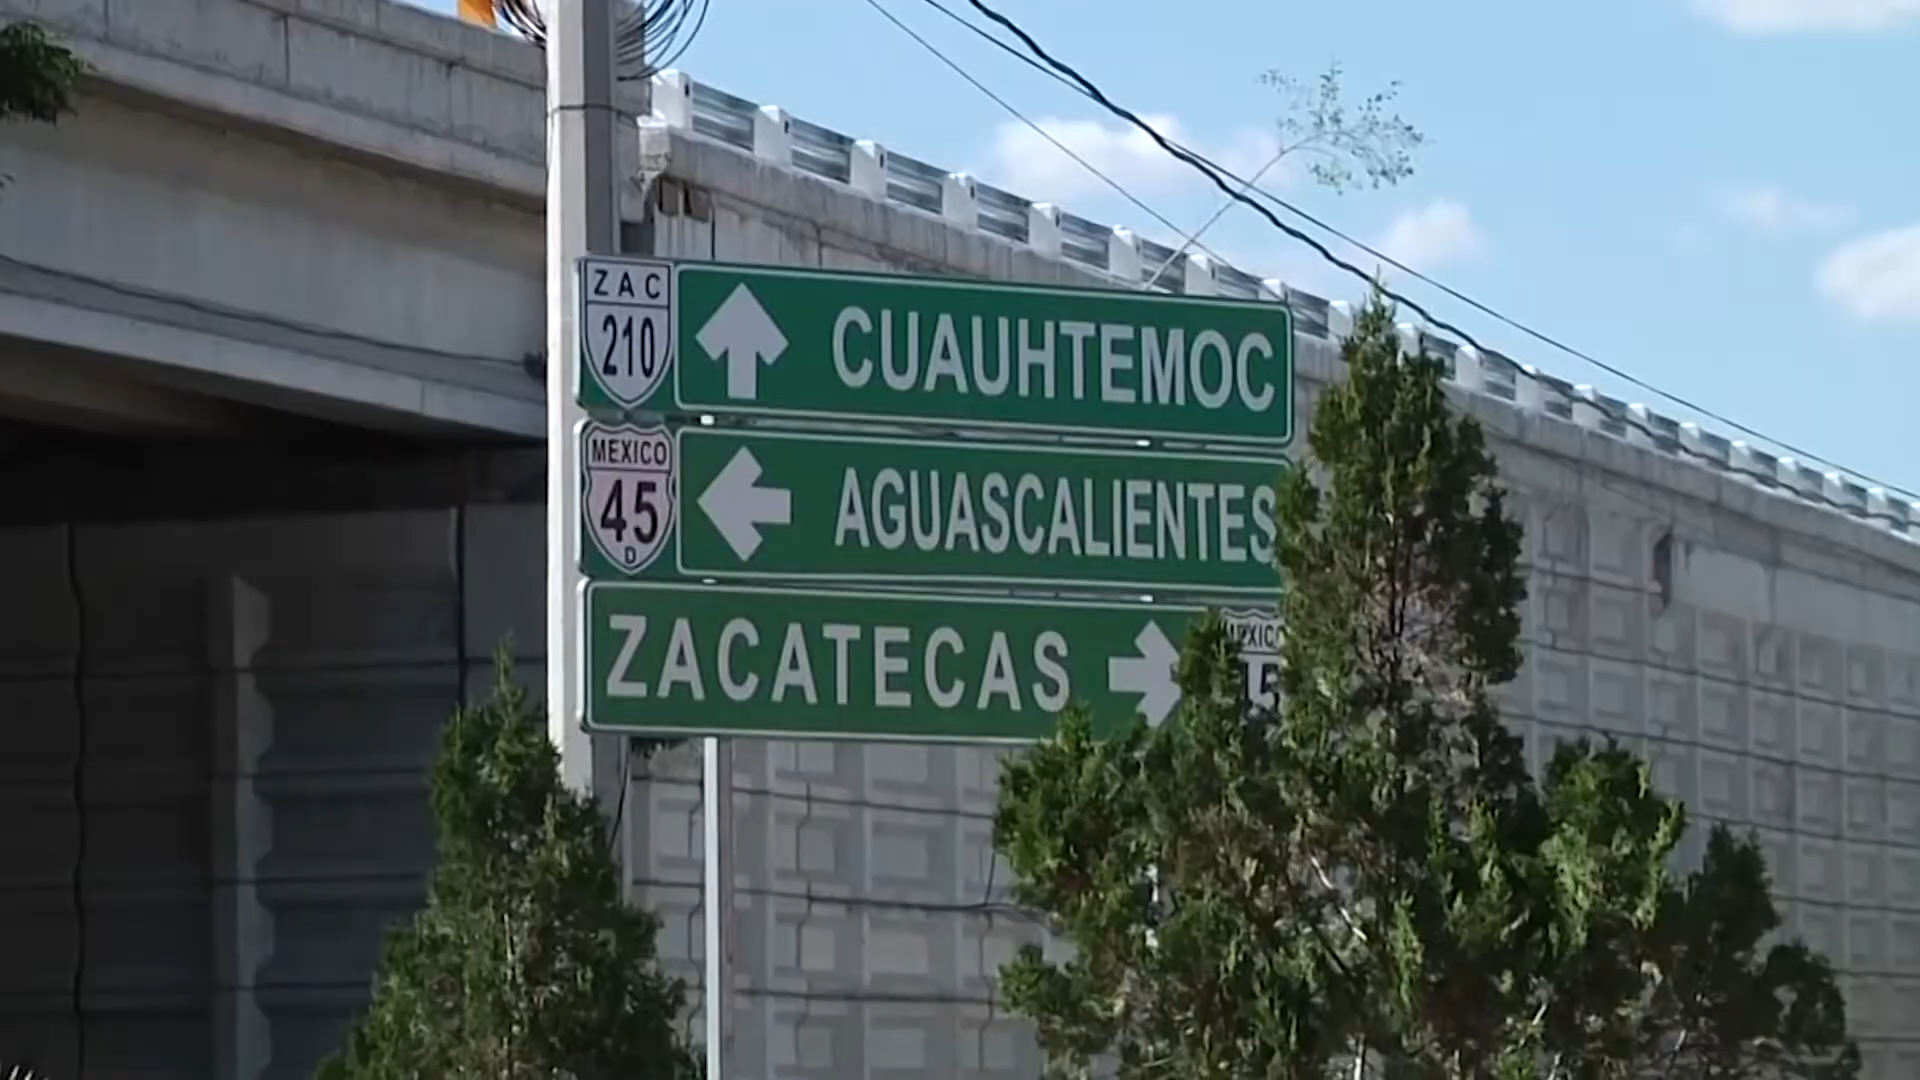 ZAC
210
CUAUHTEMOC
MEXICO
45
D
AGUASCALIENTES
ZACATECAS